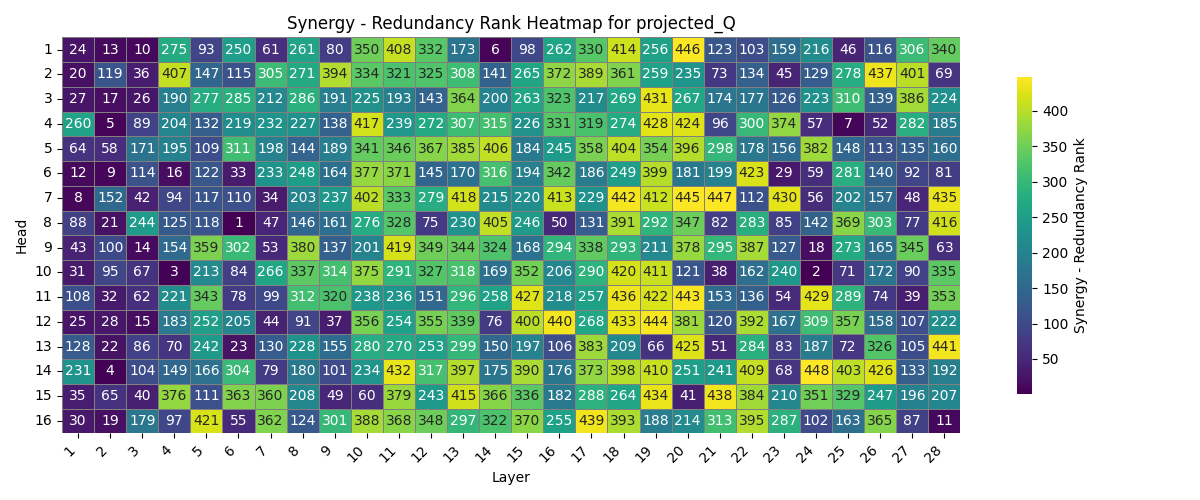 Synergy - Redundancy Rank Heatmap for projected_Q
1 24 13 10 275 93 250 61 261 80 350 408 332 173 6 98 262 330 414 256 446 123 103 159 216 46 116 306 340
2 20 119 36 407 147 115 305 271 394 334 321 325 308 141 265 372 389 361 259 235 73 134 45 129 278 437 401 69
3 27 17 26 190 277 285 212 286 191 225 193 143 364 200 263 323 217 269 431 267 174 177 126 223 310 139 386 224
4 260 5 89 204 132 219 232 227 138 417 239 272 307 315 226 331 319 274 428 424 96 300 374 57 7 52 282 185
5 64 58 171 195 109 311 198 144 189 341 346 367 385 406 184 245 358 404 354 396 298 178 156 382 148 113 135 160
6 12 9 114 16 122 33 233 248 164 377 371 145 170 316 194 342 186 249 399 181 199 423 29 59 281 140 92 81
7 8 152 42 94 117 110 34 203 237 402 333 279 418 215 220 413 229 442 412 445 447 112 430 56 202 157 48 435
8 88 21 244 125 118 1 47 146 161 276 328 75 230 405 246 50 131 391 292 347 82 283 85 142 369 303 77 416
9 43 100 14 154 359 302 53 380 137 201 419 349 344 324 168 294 338 293 211 378 295 387 127 18 273 165 345 63
10 31 95 67 3 213 84 266 337 314 375 291 327 318 169 352 206 290 420 411 121 38 162 240 2 71 172 90 335
11 108 32 62 221 343 78 99 312 320 238 236 151 296 258 427 218 257 436 422 443 153 136 54 429 289 74 39 353
12 25 28 15 183 252 205 44 91 37 356 254 355 339 76 400 440 268 433 444 381 120 392 167 309 357 158 107 222
13 128 22 86 70 242 23 130 228 155 280 270 253 299 150 197 106 383 209 66 425 51 284 83 187 72 326 105 441
14 231 4 104 149 166 304 79 180 101 234 432 317 397 175 390 176 373 398 410 251 241 409 68 448 403 426 133 192
15 35 65 40 376 111 363 360 208 49 60 379 243 415 366 336 182 288 264 434 41 438 384 210 351 329 247 196 207
16 30 19 179 97 421 55 362 124 301 388 368 348 297 322 370 255 439 393 188 214 313 395 287 102 163 365 87 11
1 2 3 4 5 6 7 8 9 10 11 12 13 14 15 16 17 18 19 20 21 22 23 24 25 26 27 28
Layer
Head
400
350
300
250
200
150
100
50
Synergy - Redundancy Rank